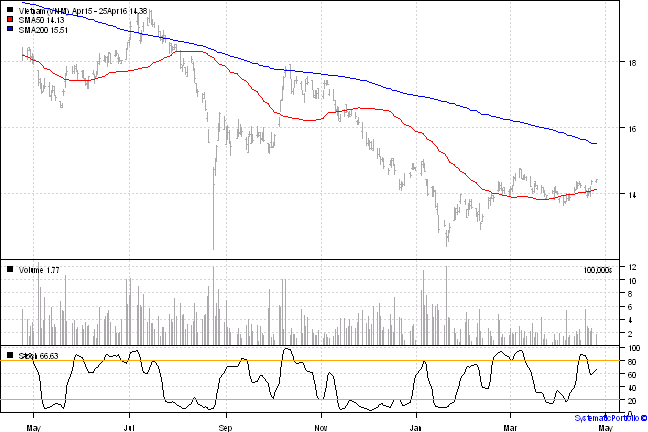 Vietnam (VNM) Apr15 - 25Apr16 14.38
SMA50 14.13
SMA200 15.51
18
16
14
Volume 1.77
100,000s
12
10
8
6
4
2
Stoch 66.63
100
80
60
40
20
0
May Jul Sep Nov Jan Mar May
SystematicPortfolio ©